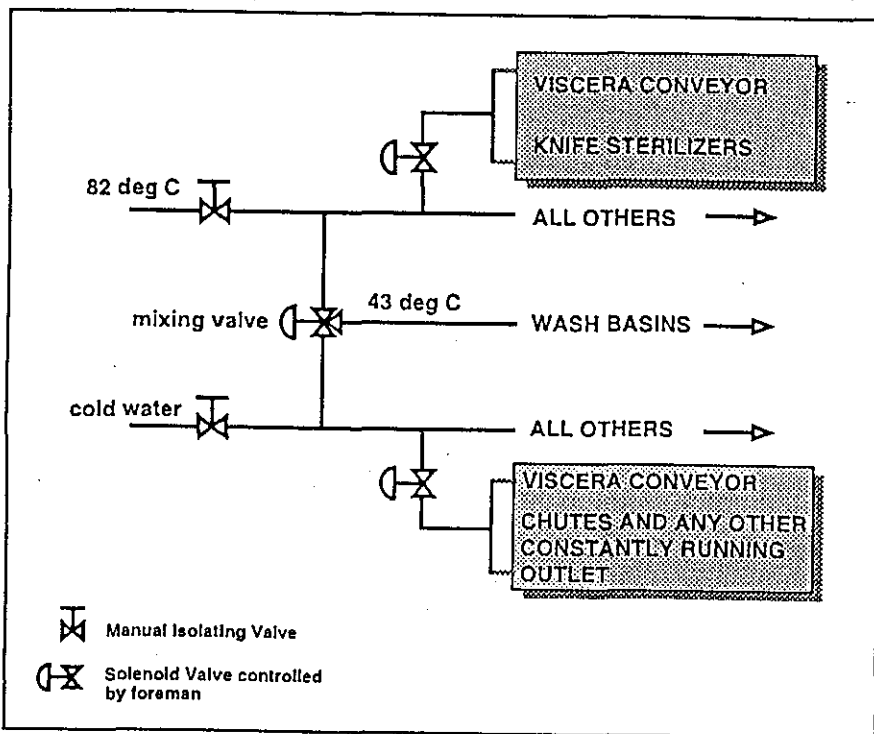 VISCERA CONVEYOR
KNIFE STERILIZERS
82 deg C
ALL OTHERS
43 deg C
mixing valve
WASH BASINS
cold water
ALL OTHERS
VISCERA CONVEYOR
CHUTES AND ANY OTHER
CONSTANTLY RUNNING
OUTLET
Manual Isolating Valve
Solenoid Valve controlled
by foreman